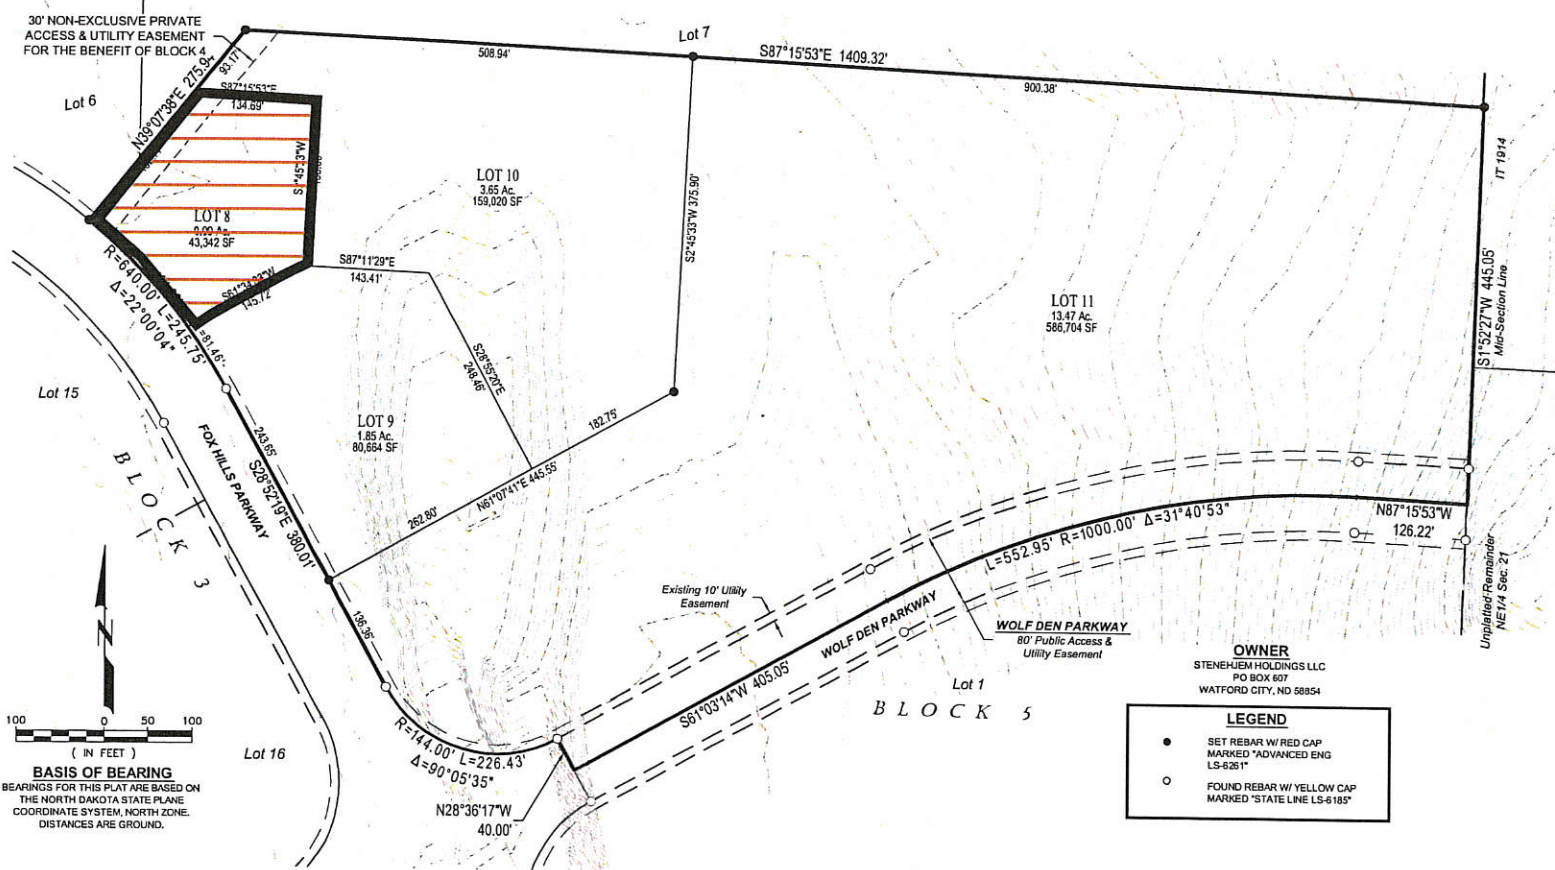 30' NON-EXCLUSIVE PRIVATE
ACCESS & UTILITY EASEMENT
FOR THE BENEFIT OF BLOCK 4
Lot 6
Lot 7
S87°15'53"E 1409.32'
508.94'
900.38'
N39°07'38"E 275.94'
93.17'
S87°15'53"E
134.69'
LOT 8
0.99 Ac.
43,342 SF
S61°34'23"W
145.72'
R=640.00' L=245.75'
Δ=22°00'04"
=81.46'
LOT 10
3.65 Ac.
159,020 SF
S87°11'29"E
143.41'
S2°45'33"W 375.90'
S28°55'20"E
248.46'
LOT 9
1.85 Ac.
80,664 SF
182.75'
N61°07'41"E 445.55'
262.80'
LOT 11
13.47 Ac.
586,704 SF
IT 1914
S1°52'27"W 445.05'
Mid-Section Line
Lot 15
BLOCK 3
FOX HILLS PARKWAY
243.65'
S28°52'19"E 380.01'
136.36'
Lot 16
R=144.00' L=226.43'
Δ=90°05'35"
N28°36'17"W
40.00'
Existing 10' Utility
Easement
S61°03'14"W 405.05'
WOLF DEN PARKWAY
L=552.95' R=1000.00' Δ=31°40'53"
N87°15'53"W
126.22'
Unplatted Remainder
NE1/4 Sec. 21
WOLF DEN PARKWAY
80' Public Access &
Utility Easement
Lot 1
BLOCK 5
OWNER
STENEHJEM HOLDINGS LLC
PO BOX 607
WATFORD CITY, ND 58854
LEGEND
SET REBAR W/ RED CAP
MARKED "ADVANCED ENG
LS-6261"
FOUND REBAR W/ YELLOW CAP
MARKED "STATE LINE LS-6185"
N
100 0 50 100
( IN FEET )
BASIS OF BEARING
BEARINGS FOR THIS PLAT ARE BASED ON
THE NORTH DAKOTA STATE PLANE
COORDINATE SYSTEM, NORTH ZONE.
DISTANCES ARE GROUND.